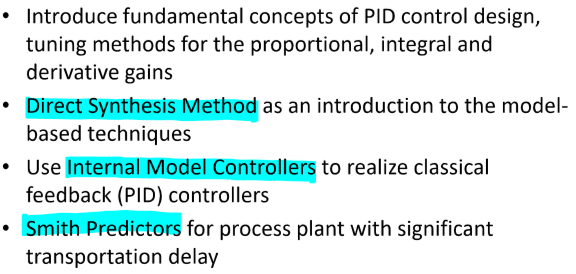 • Introduce fundamental concepts of PID control design,
tuning methods for the proportional, integral and
derivative gains
• Direct Synthesis Method as an introduction to the model-
based techniques
• Use Internal Model Controllers to realize classical
feedback (PID) controllers
• Smith Predictors for process plant with significant
transportation delay